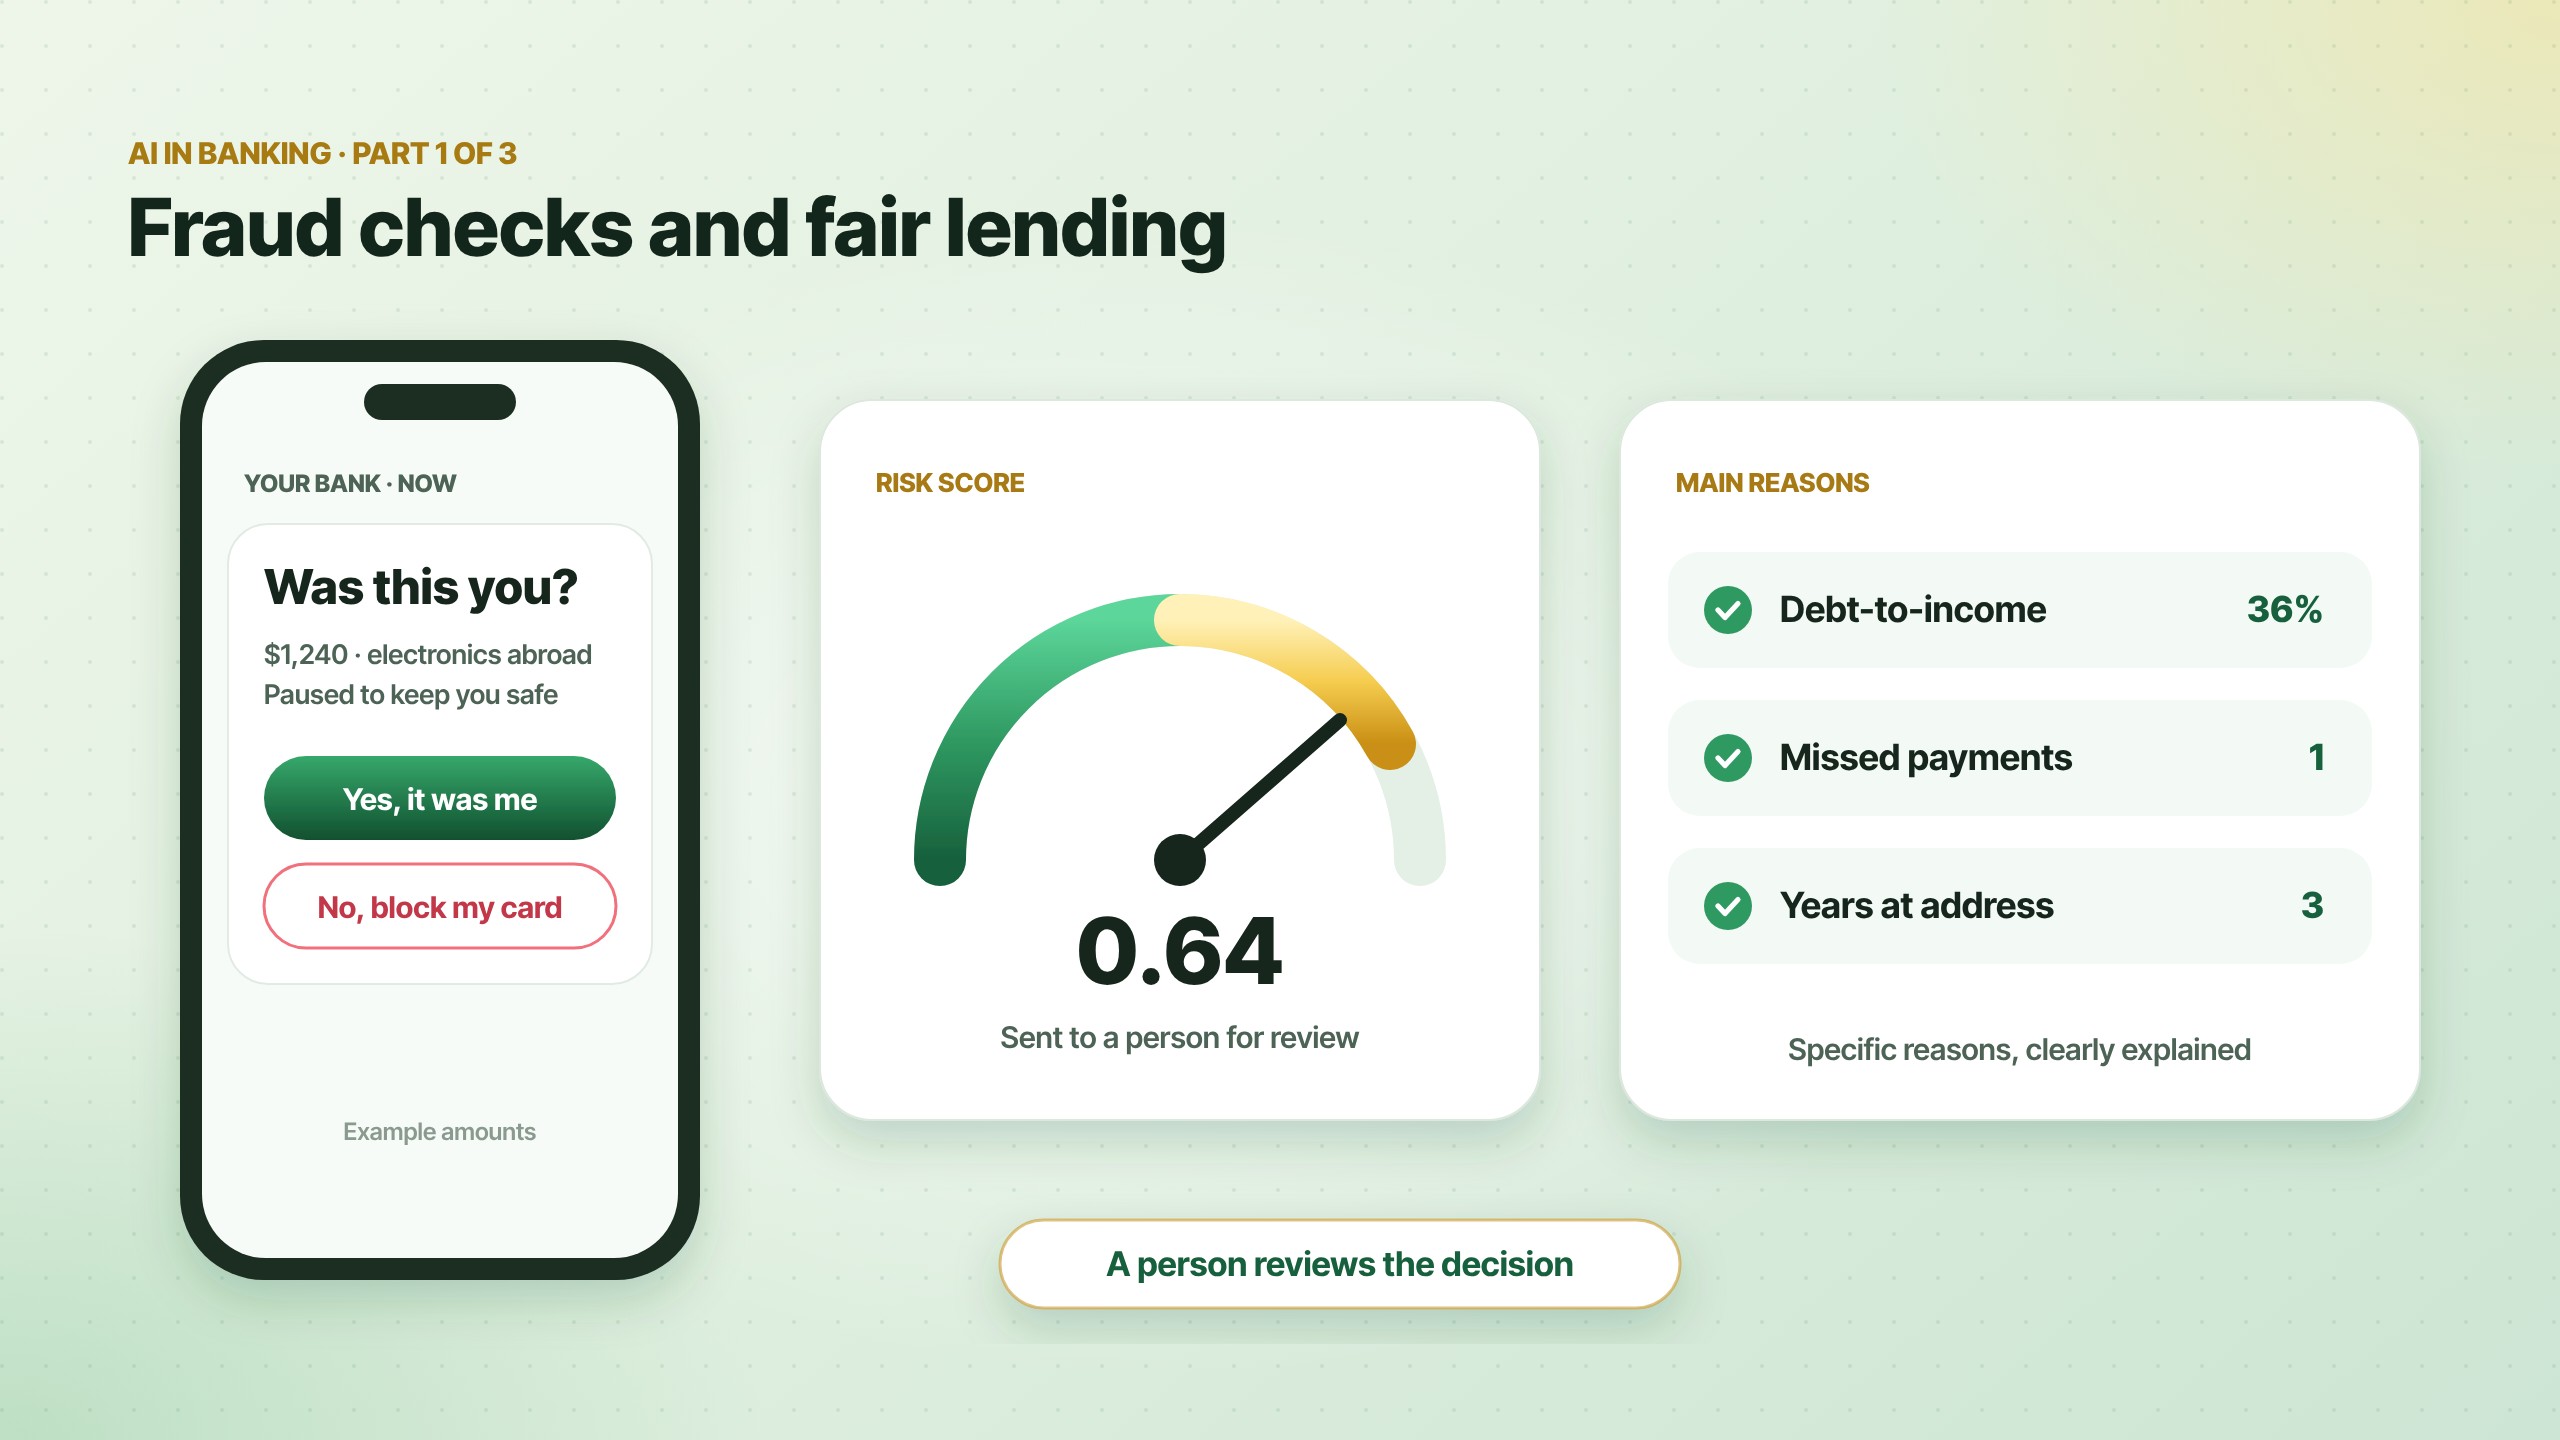 AI IN BANKING · PART 1 OF 3
Fraud checks and fair lending
YOUR BANK · NOW
Was this you?
$1,240 · electronics abroad
Paused to keep you safe
Yes, it was me
No, block my card
Example amounts
RISK SCORE
0.64
Sent to a person for review
MAIN REASONS
Debt-to-income 36%
Missed payments 1
Years at address 3
Specific reasons, clearly explained
A person reviews the decision